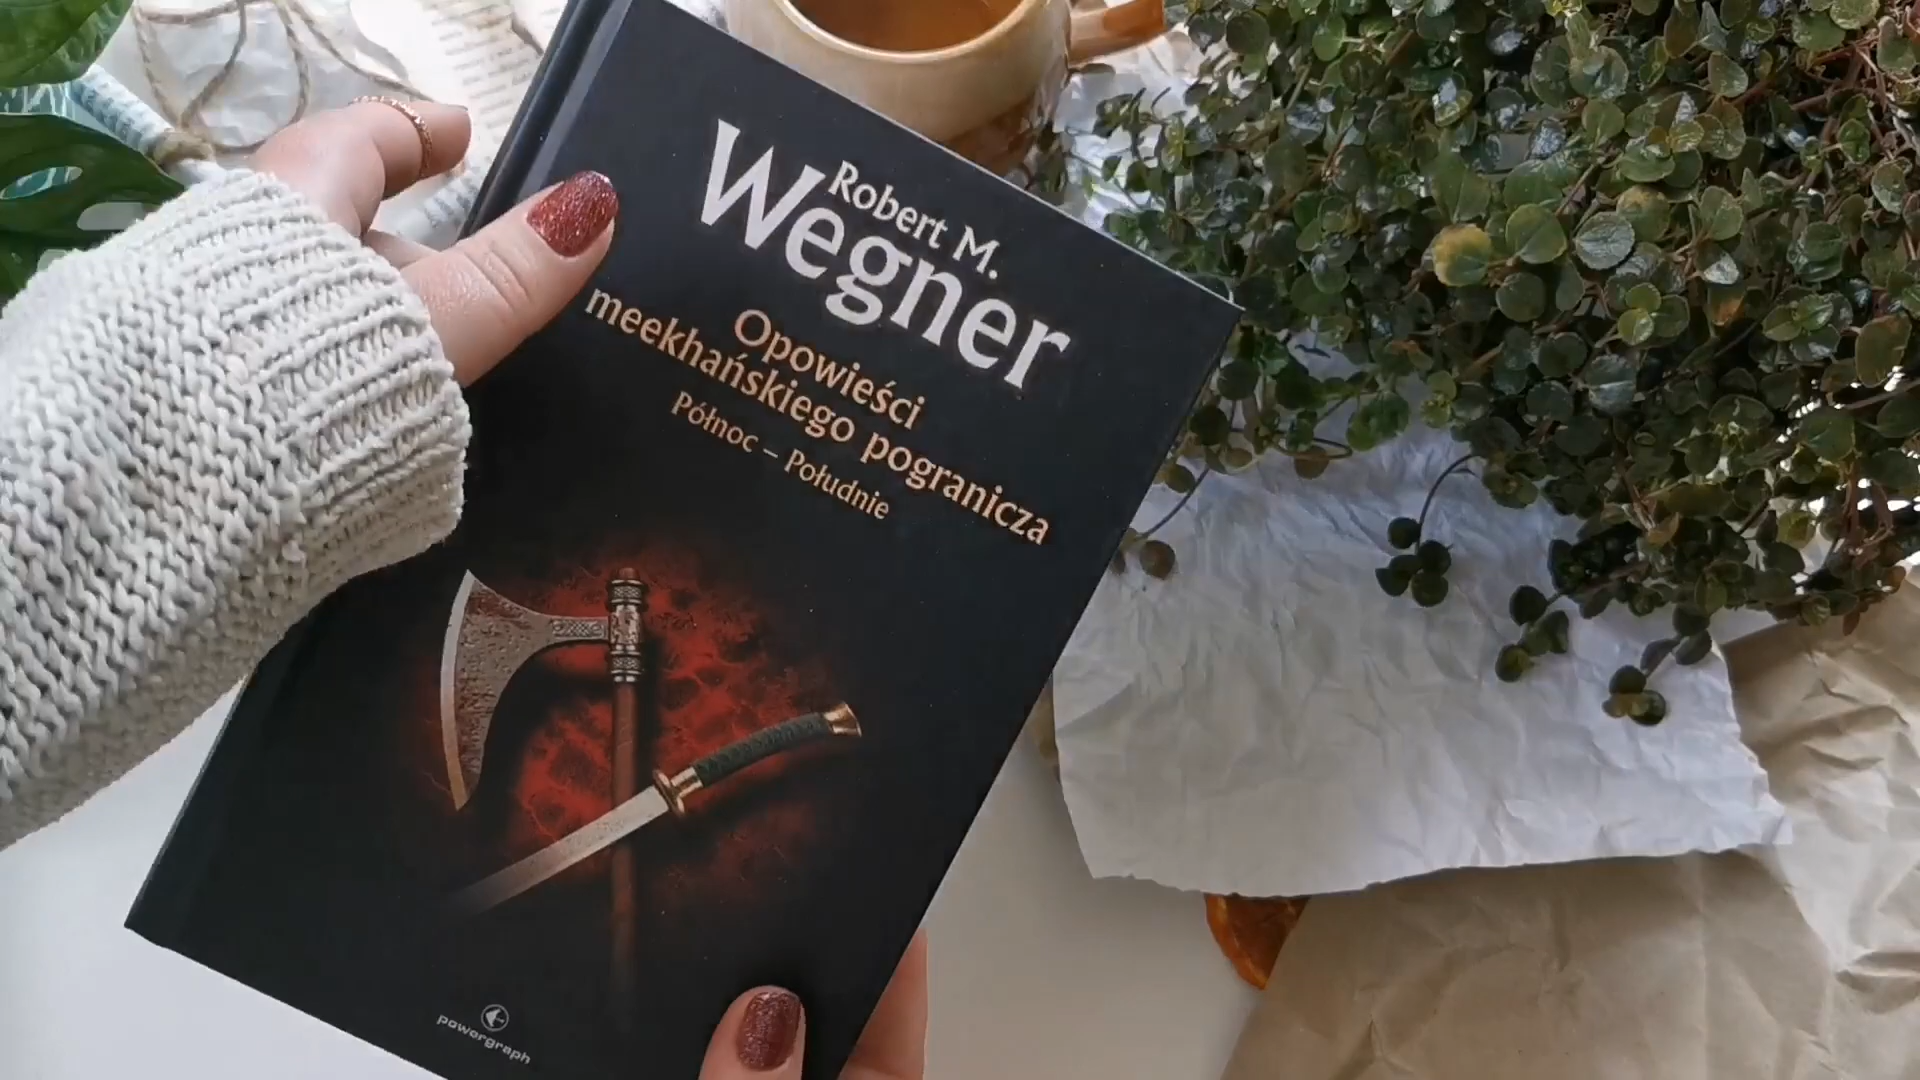 Robert M.
Wegner
Opowieści
meekhańskiego pogranicza
Północ – Południe
powergraph